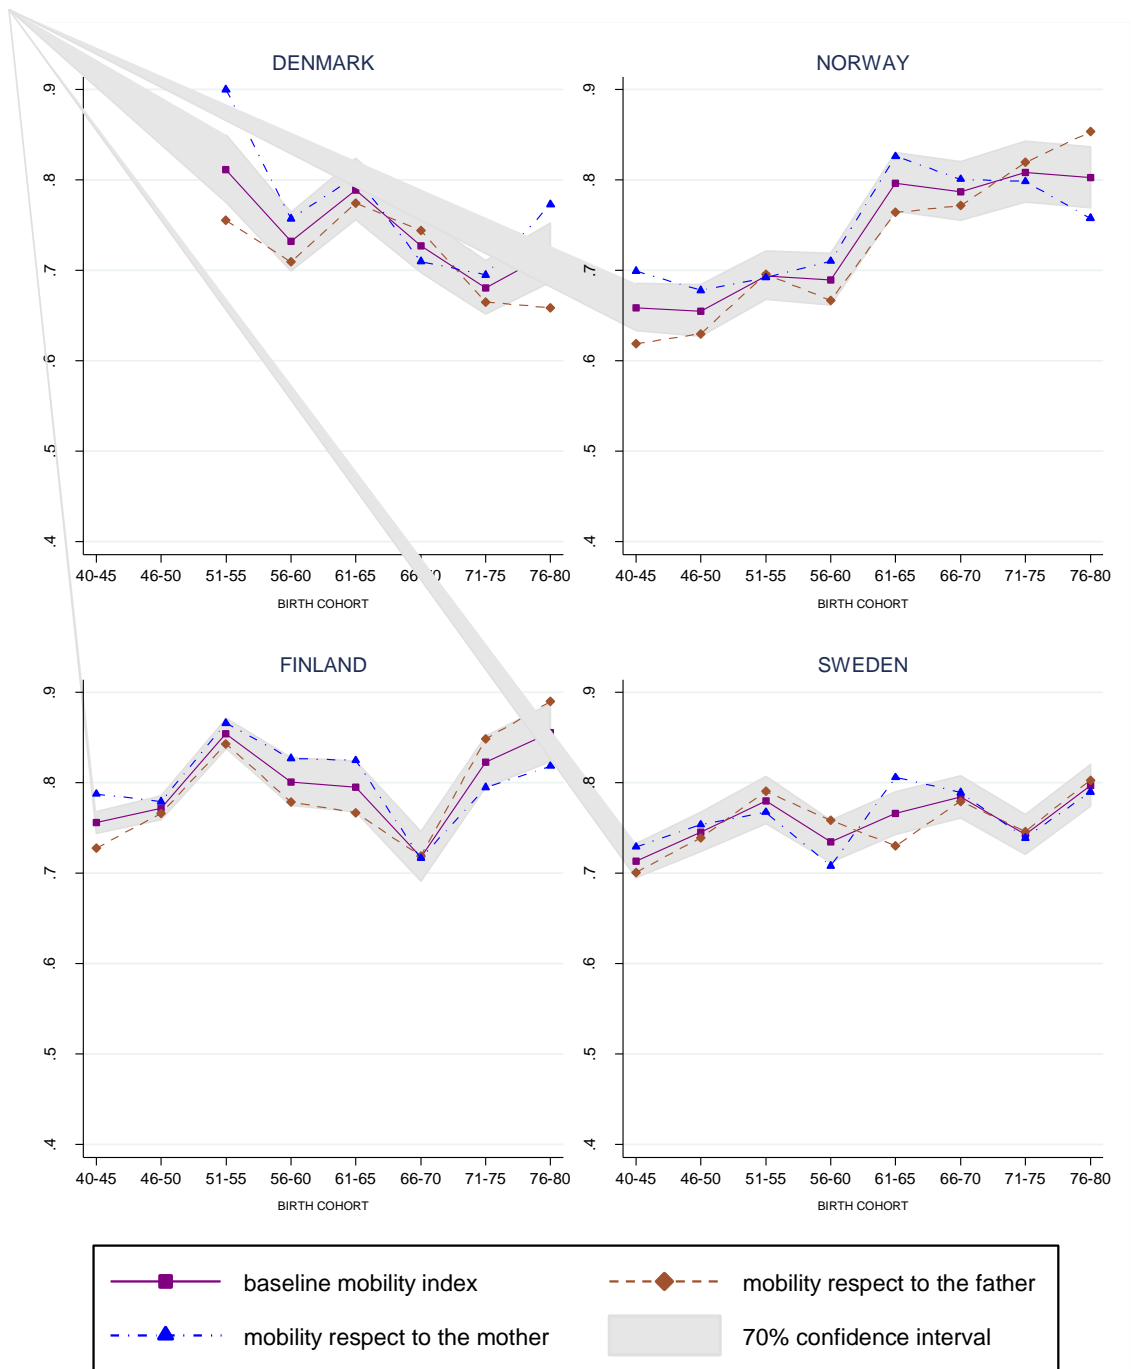 DENMARK
NORWAY
.9
.8
.7
.6
.5
.4
.9
.8
.7
.6
.5
.4
40-45 46-50 51-55 56-60 61-65 66-70 71-75 76-80
40-45 46-50 51-55 56-60 61-65 66-70 71-75 76-80
BIRTH COHORT
BIRTH COHORT
FINLAND
SWEDEN
.9
.8
.7
.6
.5
.4
.9
.8
.7
.6
.5
.4
40-45 46-50 51-55 56-60 61-65 66-70 71-75 76-80
40-45 46-50 51-55 56-60 61-65 66-70 71-75 76-80
BIRTH COHORT
BIRTH COHORT
baseline mobility index
mobility respect to the father
mobility respect to the mother
70% confidence interval